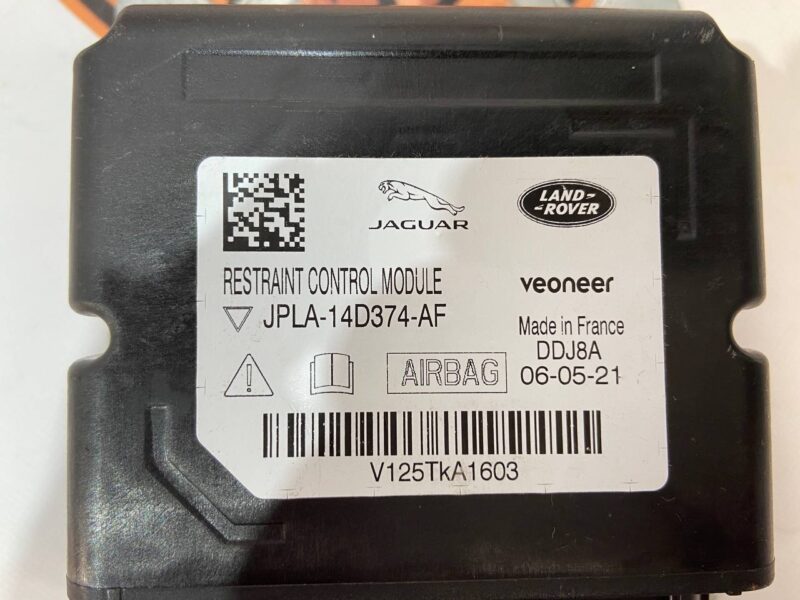 JAGUAR
LAND-
-ROVER
RESTRAINT CONTROL MODULE
veoneer
JPLA-14D374-AF
Made in France
DDJ8A
AIRBAG
06-05-21
V125TkA1603